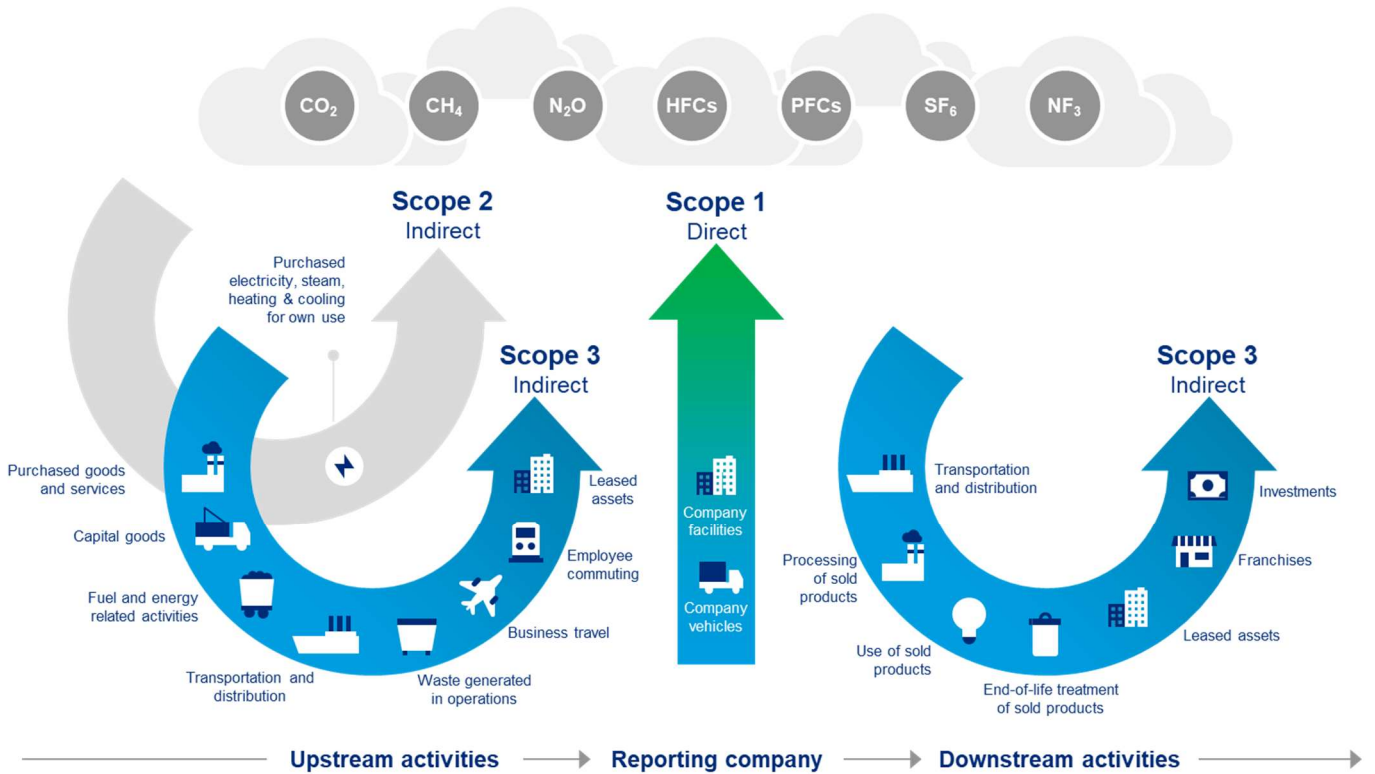 CO₂
CH₄
N₂O
HFCs
PFCs
SF₆
NF₃
Scope 2
Indirect
Purchased
electricity, steam,
heating & cooling
for own use
Scope 3
Indirect
Purchased goods
and services
Capital goods
Fuel and energy
related activities
Transportation and
distribution
Waste generated
in operations
Business travel
Employee
commuting
Leased
assets
Scope 1
Direct
Company
facilities
Company
vehicles
Scope 3
Indirect
Transportation
and distribution
Processing
of sold
products
Use of sold
products
End-of-life treatment
of sold products
Leased assets
Franchises
Investments
Upstream activities
Reporting company
Downstream activities